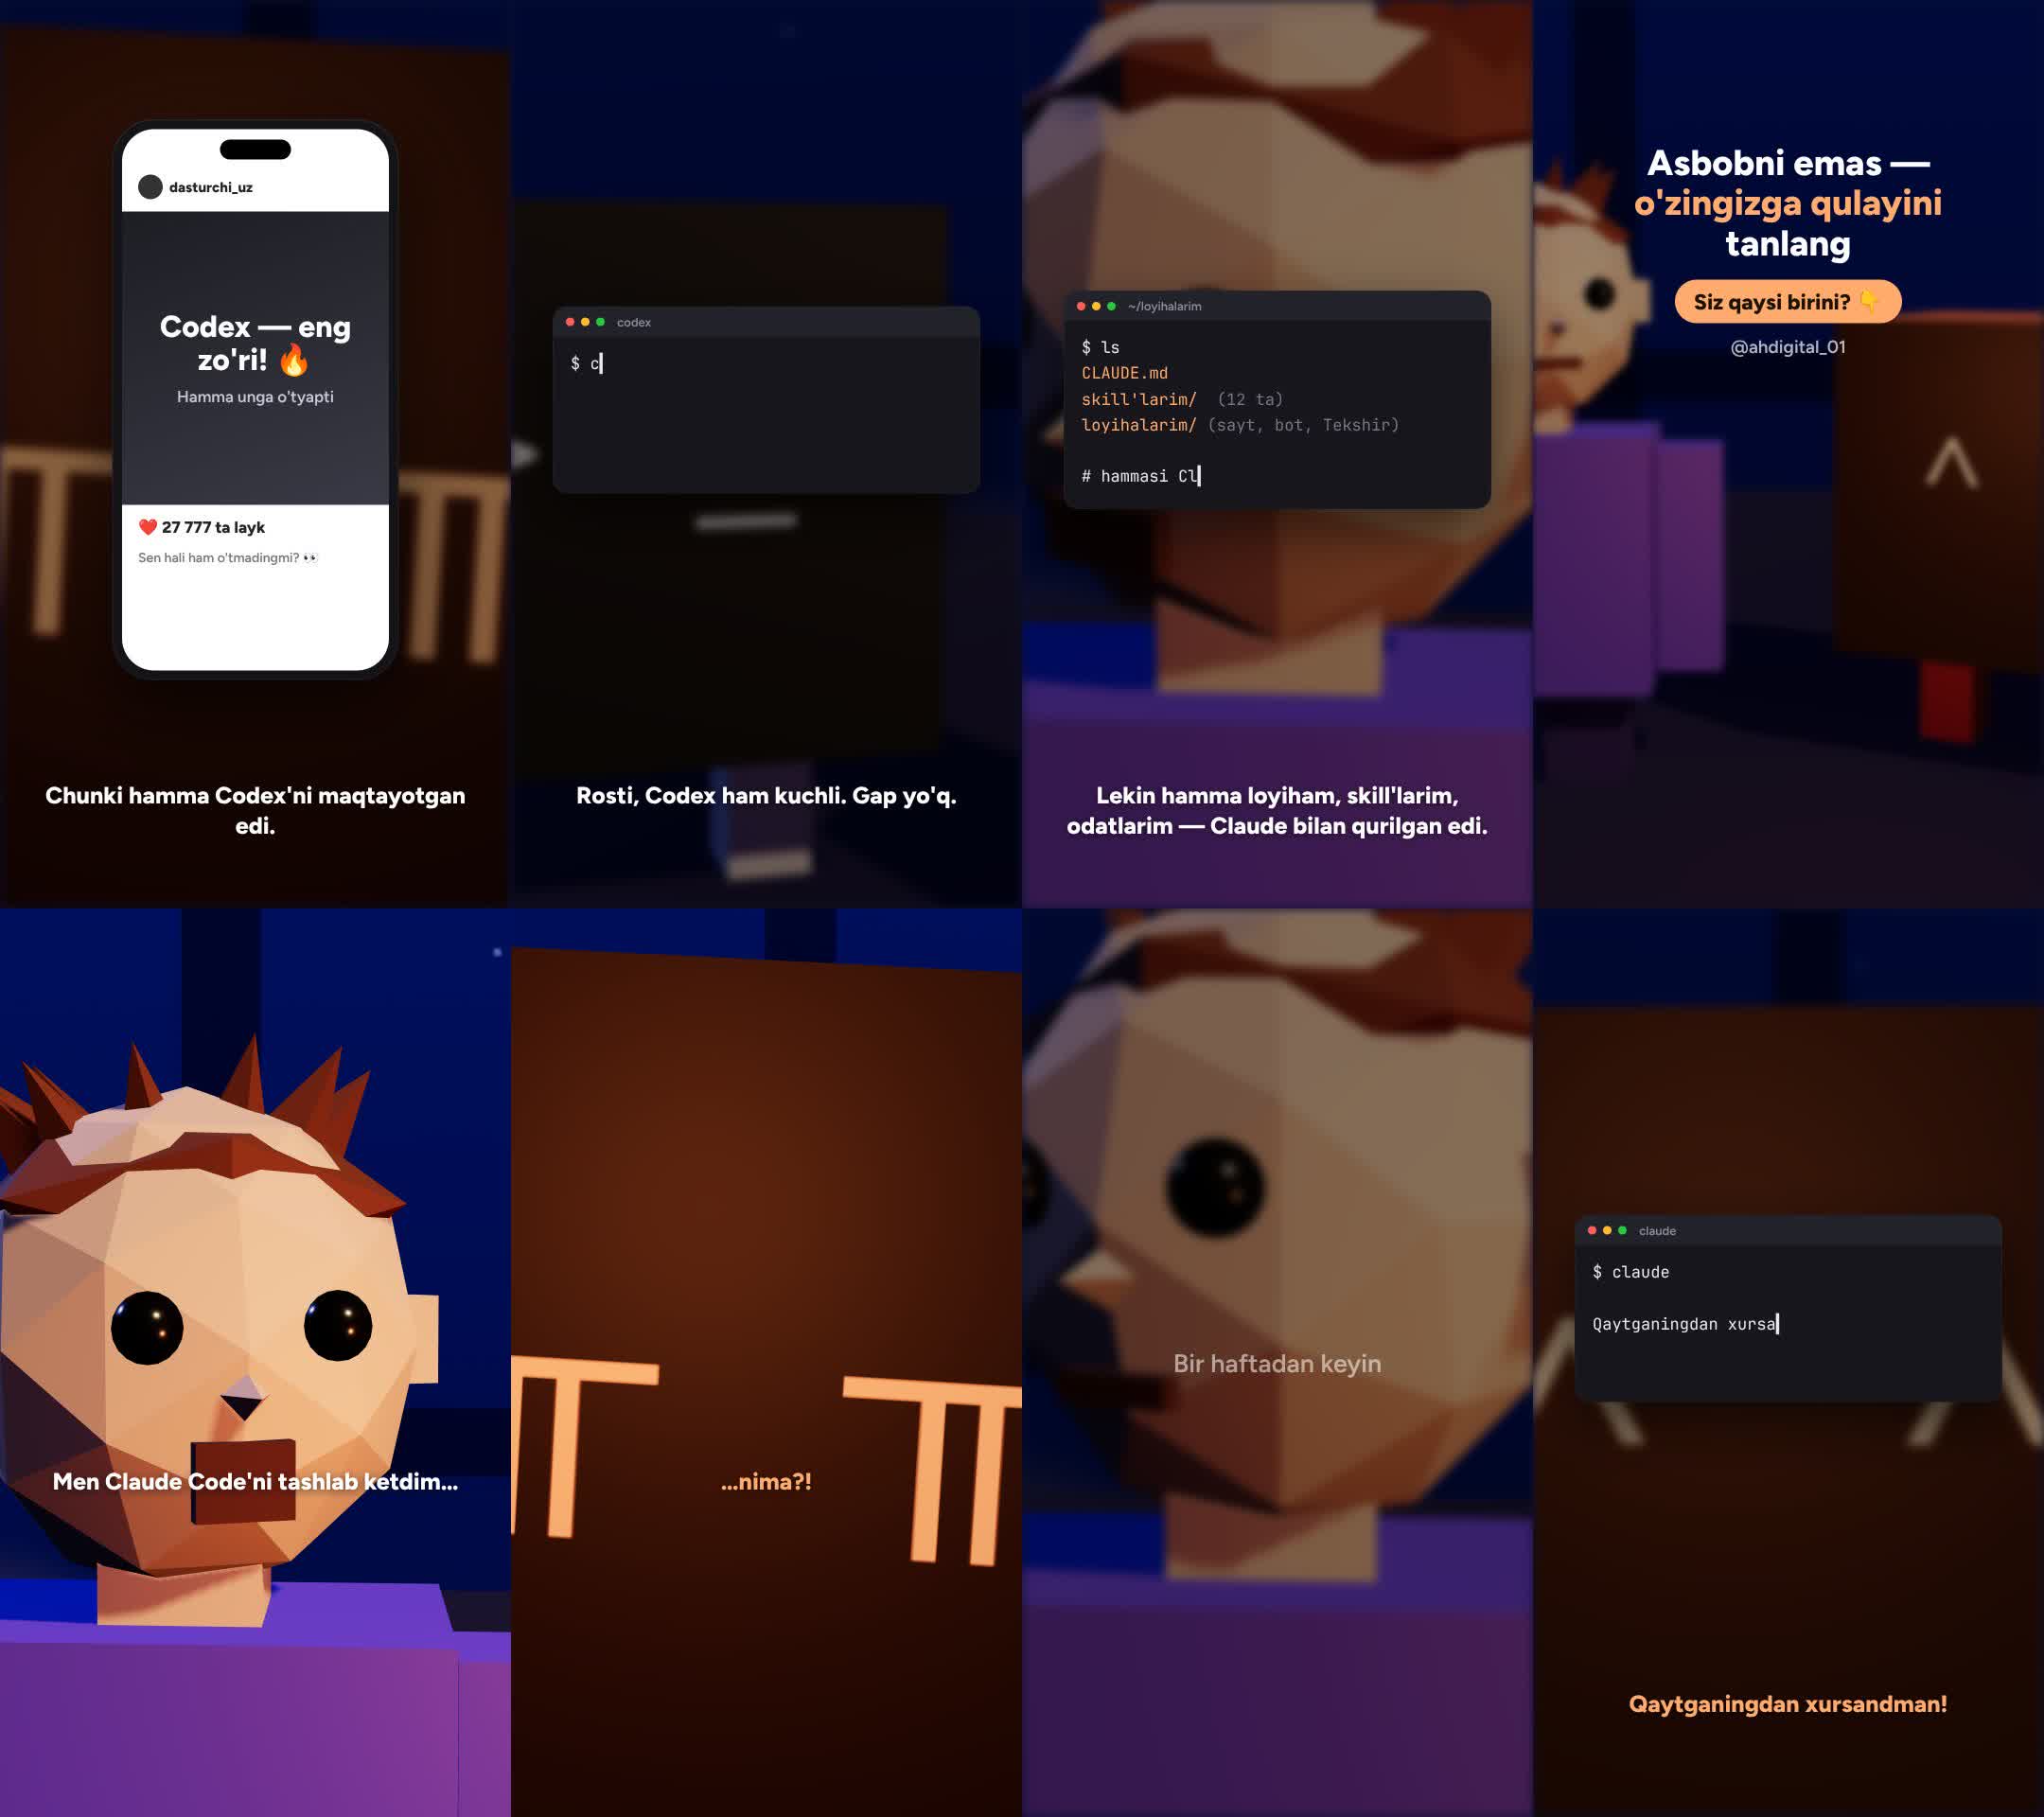 dasturchi_uz
Codex — eng
zo'ri! 🔥
Hamma unga o'tyapti
❤️ 27 777 ta layk
Sen hali ham o'tmadingmi? 👀
Chunki hamma Codex'ni maqtayotgan
edi.
codex
$ c
Rosti, Codex ham kuchli. Gap yo'q.
~/loyihalarim
$ ls
CLAUDE.md
skill'larim/ (12 ta)
loyihalarim/ (sayt, bot, Tekshir)
# hammasi Cl
Lekin hamma loyiham, skill'larim,
odatlarim — Claude bilan qurilgan edi.
Asbobni emas —
o'zingizga qulayini
tanlang
Siz qaysi birini? 👇
@ahdigital_01
Men Claude Code'ni tashlab ketdim...
...nima?!
Bir haftadan keyin
claude
$ claude
Qaytganingdan xursa
Qaytganingdan xursandman!